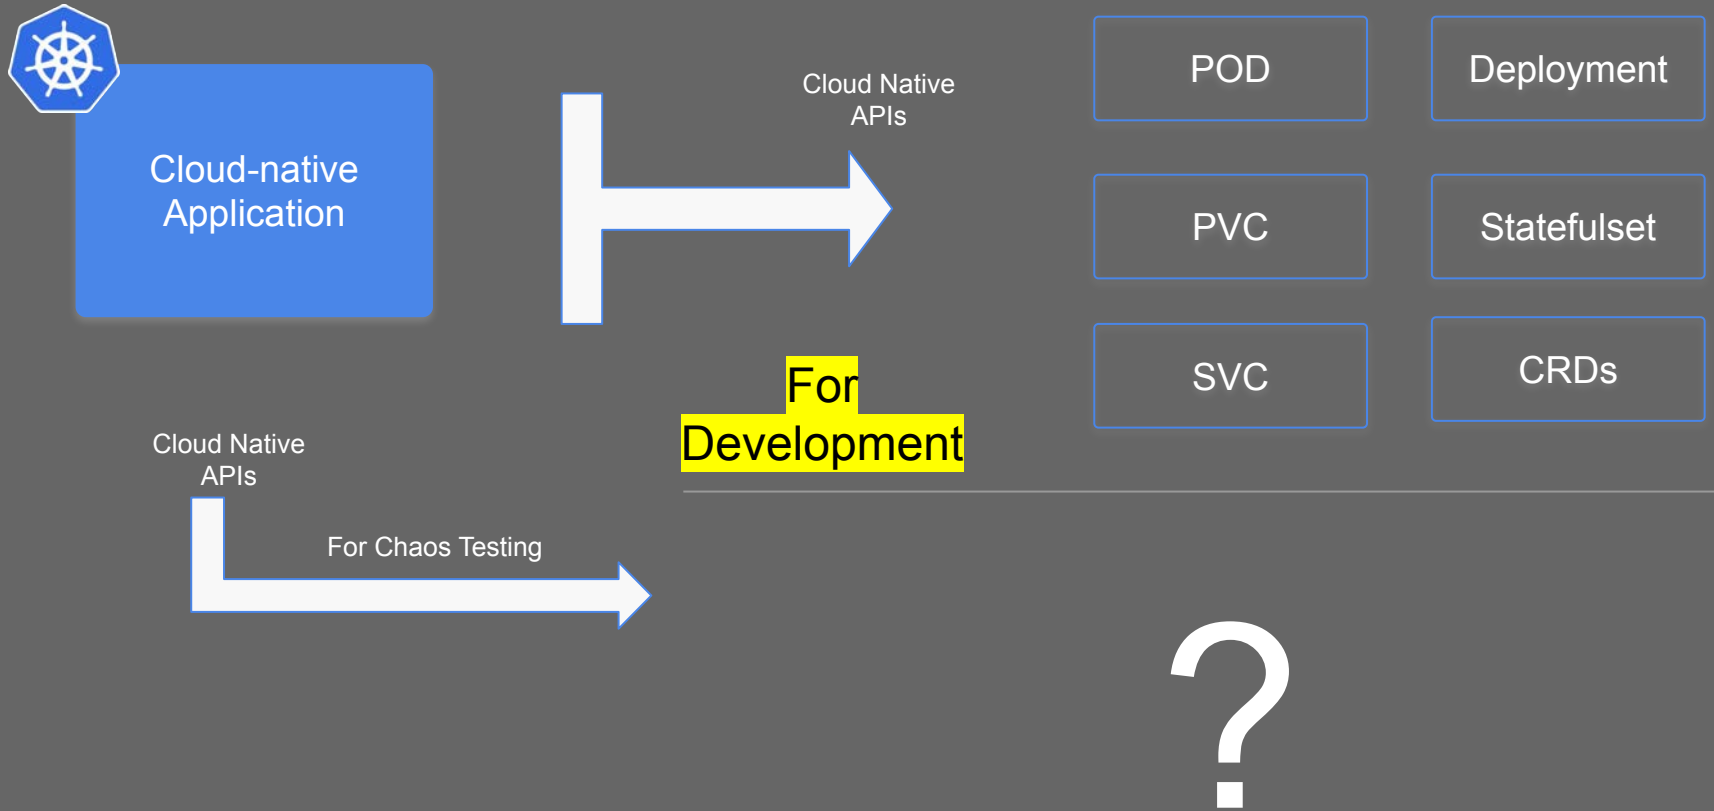 Cloud-native
Application
Cloud Native
APIs
POD
Deployment
PVC
Statefulset
SVC
CRDs
For
Development
Cloud Native
APIs
For Chaos Testing
?